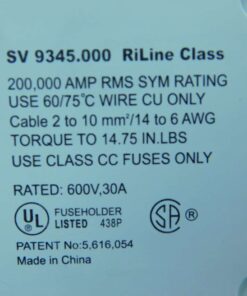 SV 9345.000 RiLine Class
200,000 AMP RMS SYM RATING
USE 60/75°C WIRE CU ONLY
Cable 2 to 10 mm²/14 to 6 AWG
TORQUE TO 14.75 IN.LBS
USE CLASS CC FUSES ONLY
RATED: 600V,30A
UL ® FUSEHOLDER
LISTED 438P
SA ®
PATENT No:5,616,054
Made in China